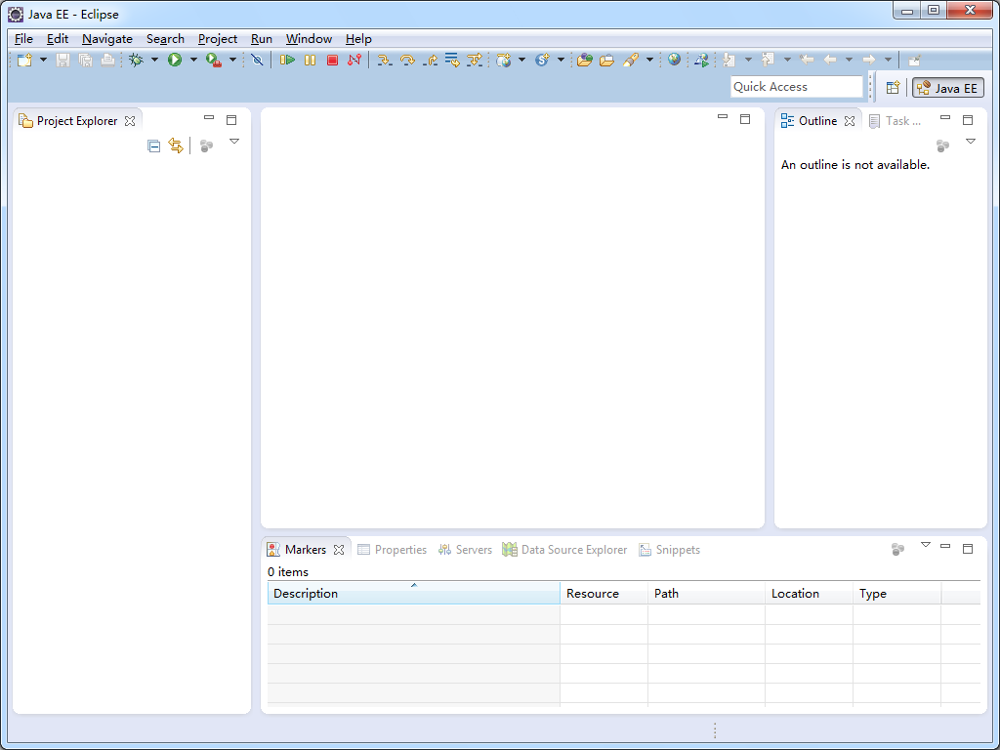 Java EE - Eclipse
File Edit Navigate Search Project Run Window Help
Quick Access
Java EE
Project Explorer
Outline Task ...
An outline is not available.
Markers Properties Servers Data Source Explorer Snippets
0 items
Description Resource Path Location Type